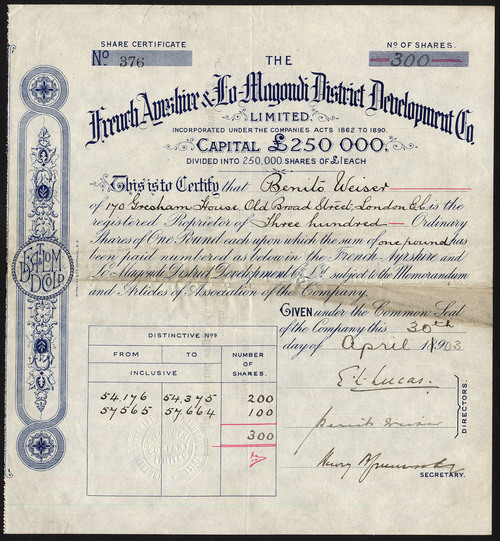 SHARE CERTIFICATE
Nº 376
THE
Nº OF SHARES.
300
French Ayrshire & Lo-Magondi District Development Co.
LIMITED.
INCORPORATED UNDER THE COMPANIES ACTS 1862 TO 1890.
CAPITAL £250 000.
DIVIDED INTO 250,000 SHARES OF £1 EACH
This is to Certify that Benito Weiser
of 170 Gresham House, Old Broad Street, London E.C. is the
registered Proprietor of Three hundred Ordinary
Shares of One Pound each upon which the sum of one pound has
been paid numbered as below in the French Ayrshire and
Lo-Magondi District Development Co. Ld. subject to the Memorandum
and Articles of Association of the Company.
GIVEN under the Common Seal
of the Company this 30th
day of April 1903
DISTINCTIVE Nos
FROM TO NUMBER OF SHARES.
INCLUSIVE
54.176 54.375 200
57565 57664 100
300
E. L. Lucas.
Benito Weiser
DIRECTORS.
Henry
SECRETARY.